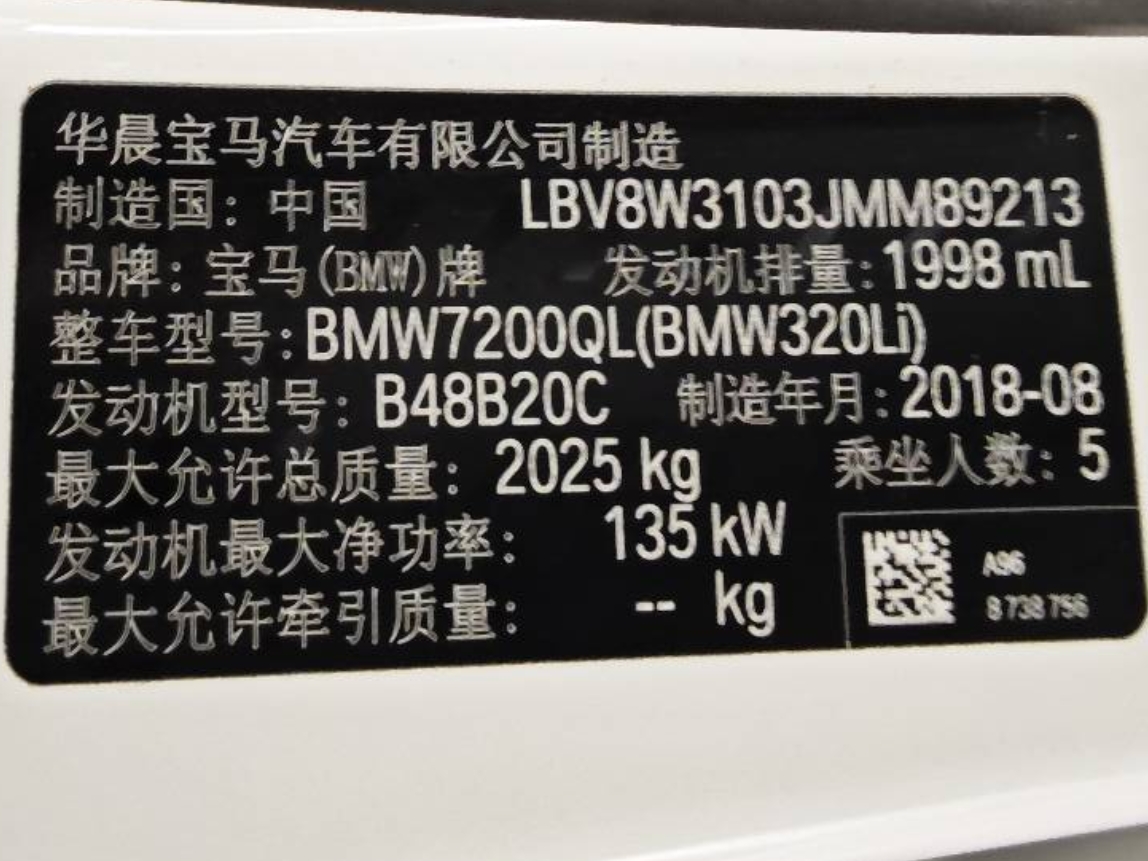 华晨宝马汽车有限公司制造
制造国：中国 LBV8W3103JMM89213
品牌：宝马(BMW)牌 发动机排量：1998 mL
整车型号：BMW7200QL(BMW320Li)
发动机型号：B48B20C 制造年月：2018-08
最大允许总质量：2025 kg 乘坐人数：5
发动机最大净功率：135 kW
最大允许牵引质量：-- kg
A96
8 738 756